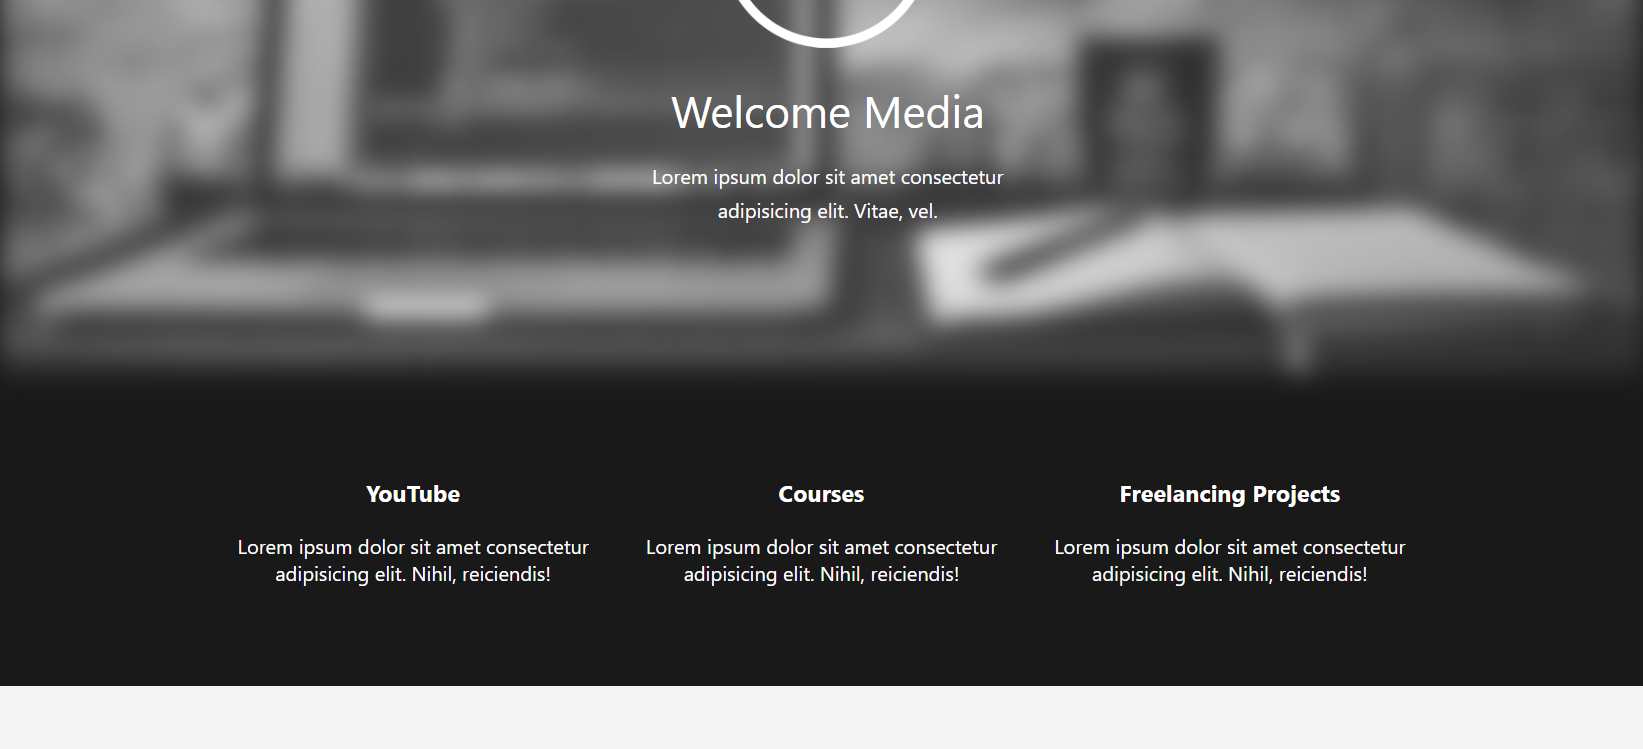 Welcome Media
Lorem ipsum dolor sit amet consectetur
adipisicing elit. Vitae, vel.
YouTube
Lorem ipsum dolor sit amet consectetur
adipisicing elit. Nihil, reiciendis!
Courses
Lorem ipsum dolor sit amet consectetur
adipisicing elit. Nihil, reiciendis!
Freelancing Projects
Lorem ipsum dolor sit amet consectetur
adipisicing elit. Nihil, reiciendis!